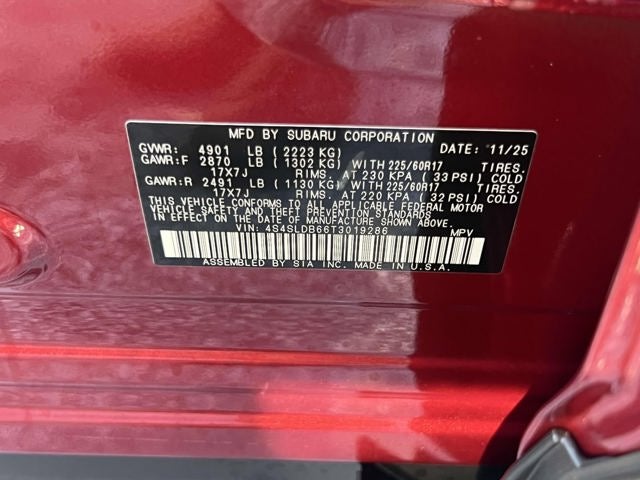 MFD BY SUBARU CORPORATION DATE: 11/25
GVWR: 4901 LB ( 2223 KG)
GAWR:F 2870 LB ( 1302 KG) WITH 225/60R17 TIRES.
17X7J RIMS. AT 230 KPA ( 33 PSI) COLD
GAWR:R 2491 LB ( 1130 KG) WITH 225/60R17 TIRES.
17X7J RIMS. AT 220 KPA ( 32 PSI) COLD
THIS VEHICLE CONFORMS TO ALL APPLICABLE FEDERAL MOTOR
VEHICLE SAFETY AND THEFT PREVENTION STANDARDS
IN EFFECT ON THE DATE OF MANUFACTURE SHOWN ABOVE.
VIN: 4S4SLDB66T3019286 MPV
ASSEMBLED BY SIA INC. MADE IN U.S.A.